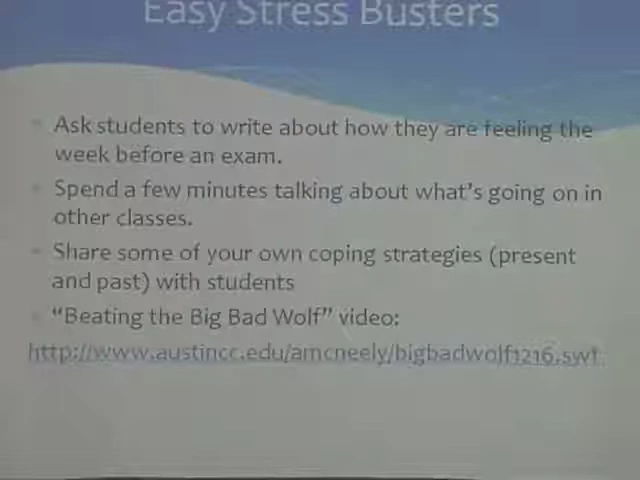 Easy Stress Busters
Ask students to write about how they are feeling the
week before an exam.
Spend a few minutes talking about what's going on in
other classes.
Share some of your own coping strategies (present
and past) with students
"Beating the Big Bad Wolf" video:
http://www.austincc.edu/amcneely/bigbadwolf1216.swf